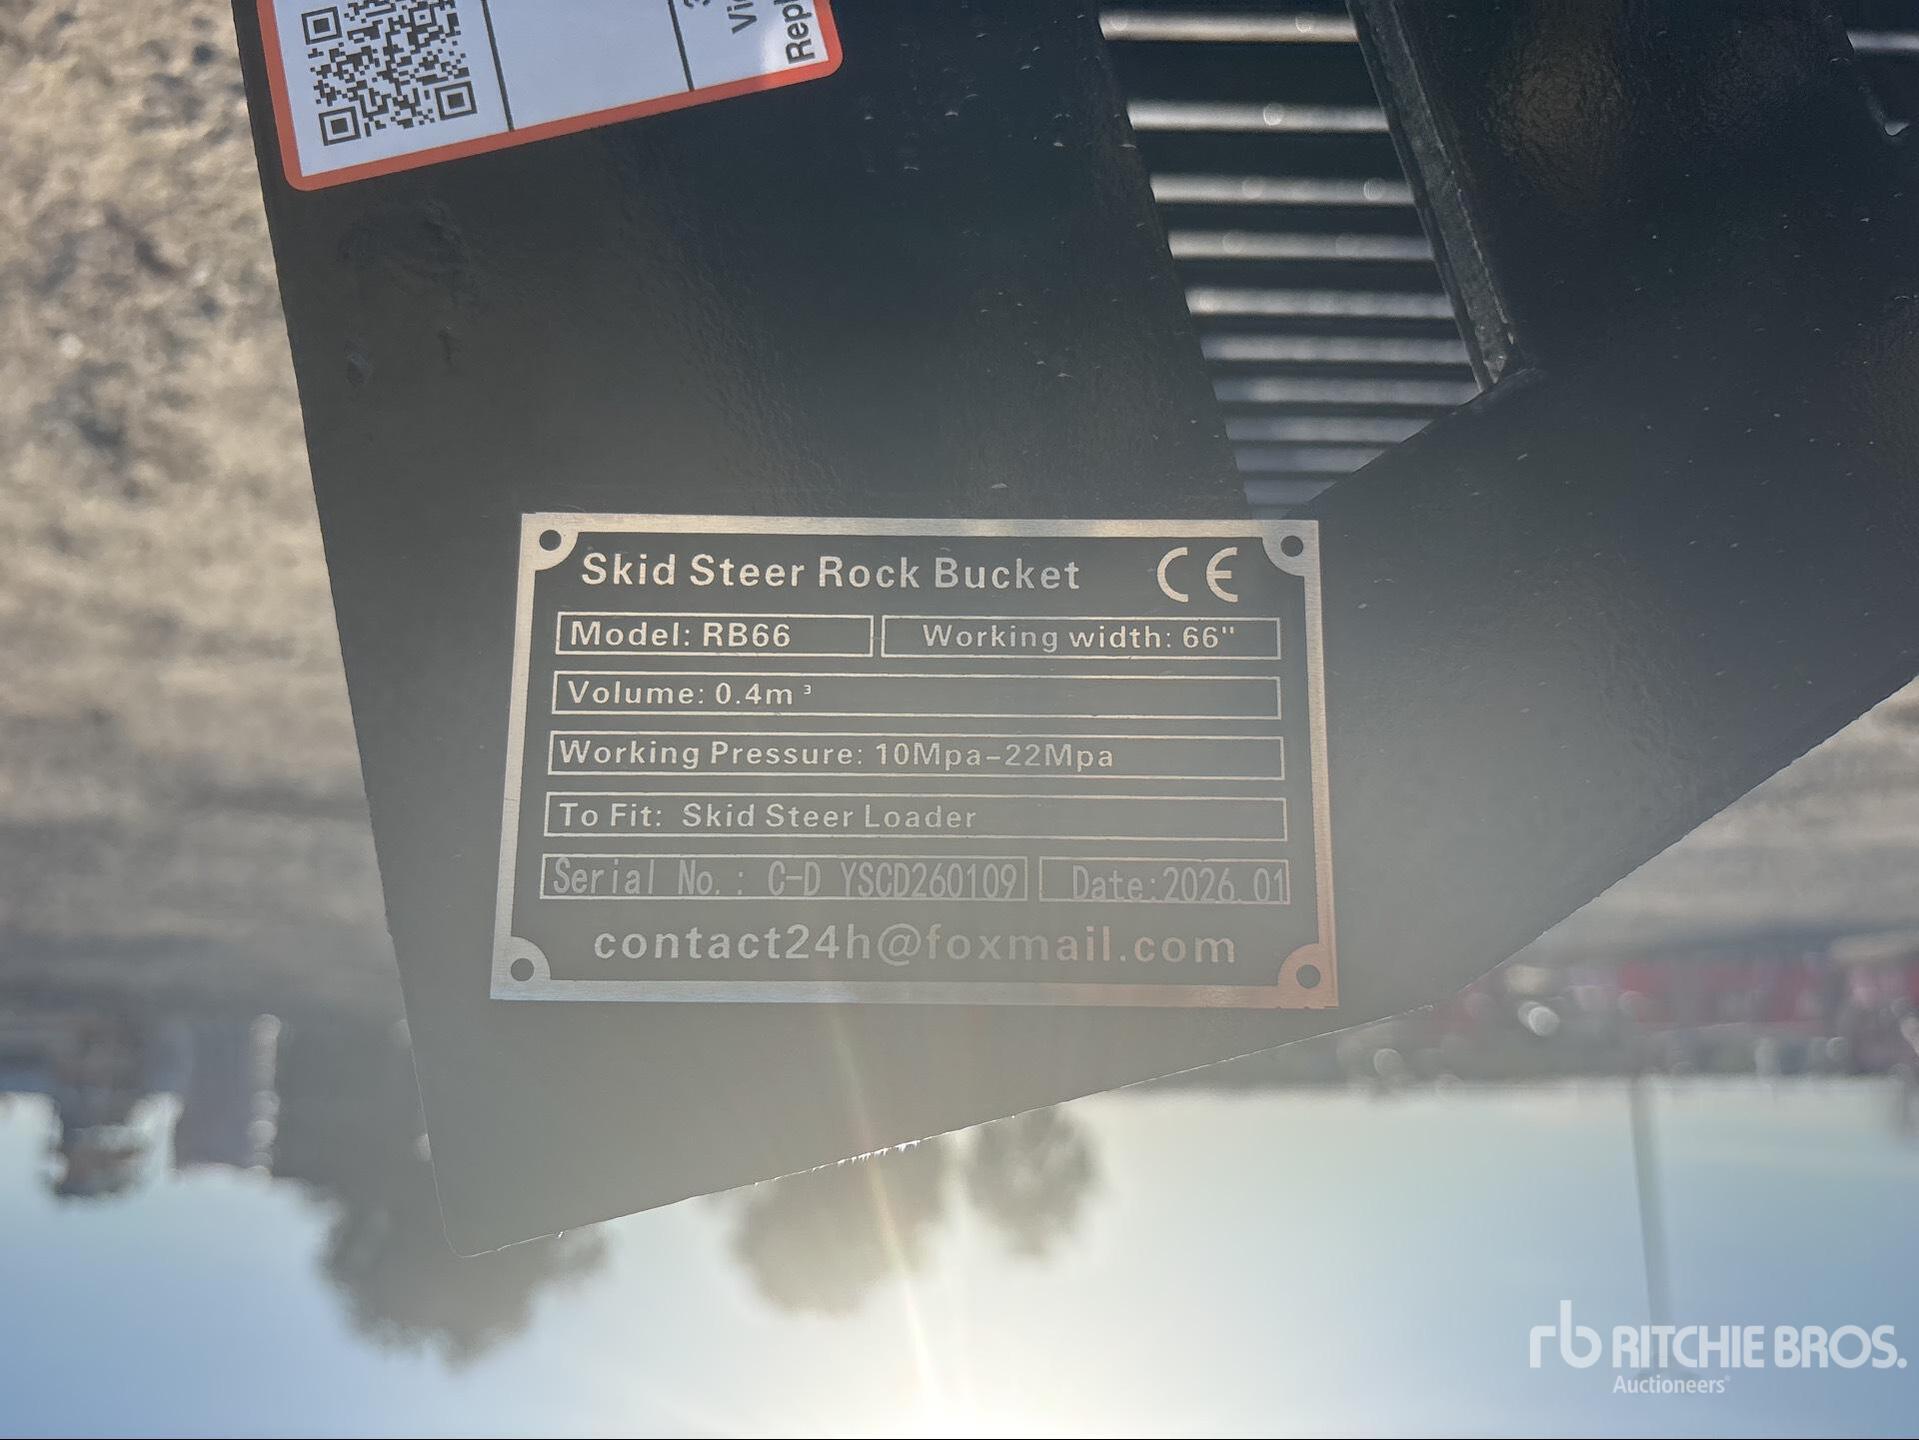 Skid Steer Rock Bucket CE
Model: RB66 Working width: 66"
Volume: 0.4m³
Working Pressure: 10Mpa-22Mpa
To Fit: Skid Steer Loader
Serial No.: C-D YSCD260109 Date:2026.01
contact24h@foxmail.com
rb RITCHIE BROS.
Auctioneers